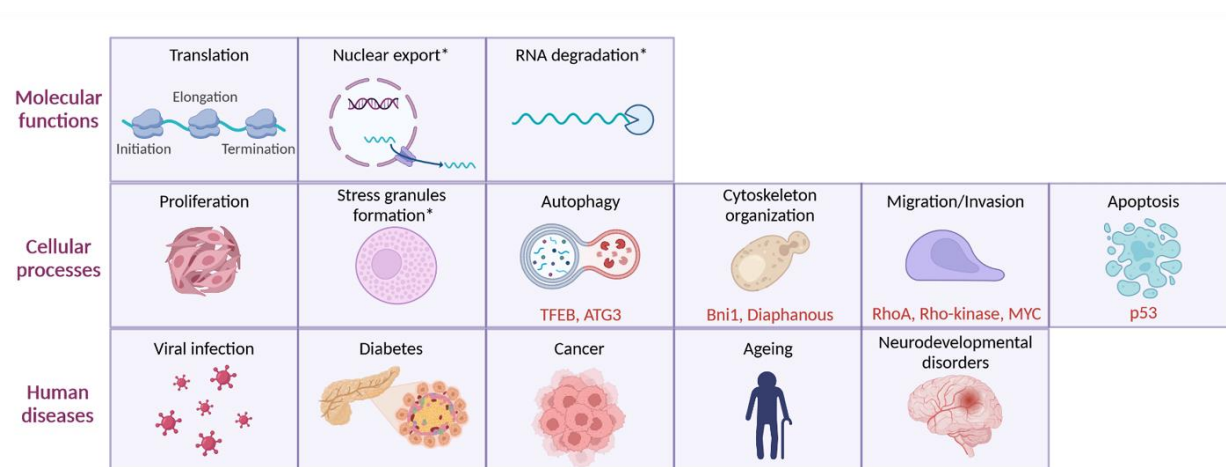 Molecular
functions
Translation
Elongation
Initiation
Termination
Nuclear export*
RNA degradation*
Cellular
processes
Proliferation
Stress granules
formation*
Autophagy
TFEB, ATG3
Cytoskeleton
organization
Bni1, Diaphanous
Migration/Invasion
RhoA, Rho-kinase, MYC
Apoptosis
p53
Human
diseases
Viral infection
Diabetes
Cancer
Ageing
Neurodevelopmental
disorders